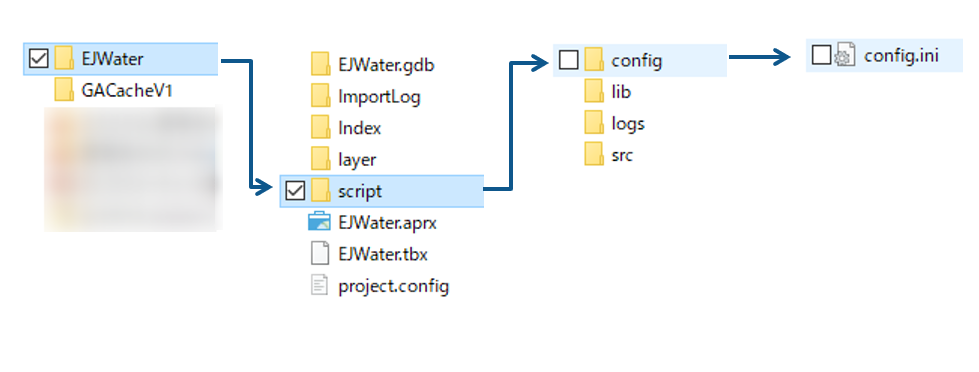 EJWater
GACacheV1
EJWater.gdb
ImportLog
Index
layer
script
EJWater.aprx
EJWater.tbx
project.config
config
lib
logs
src
config.ini